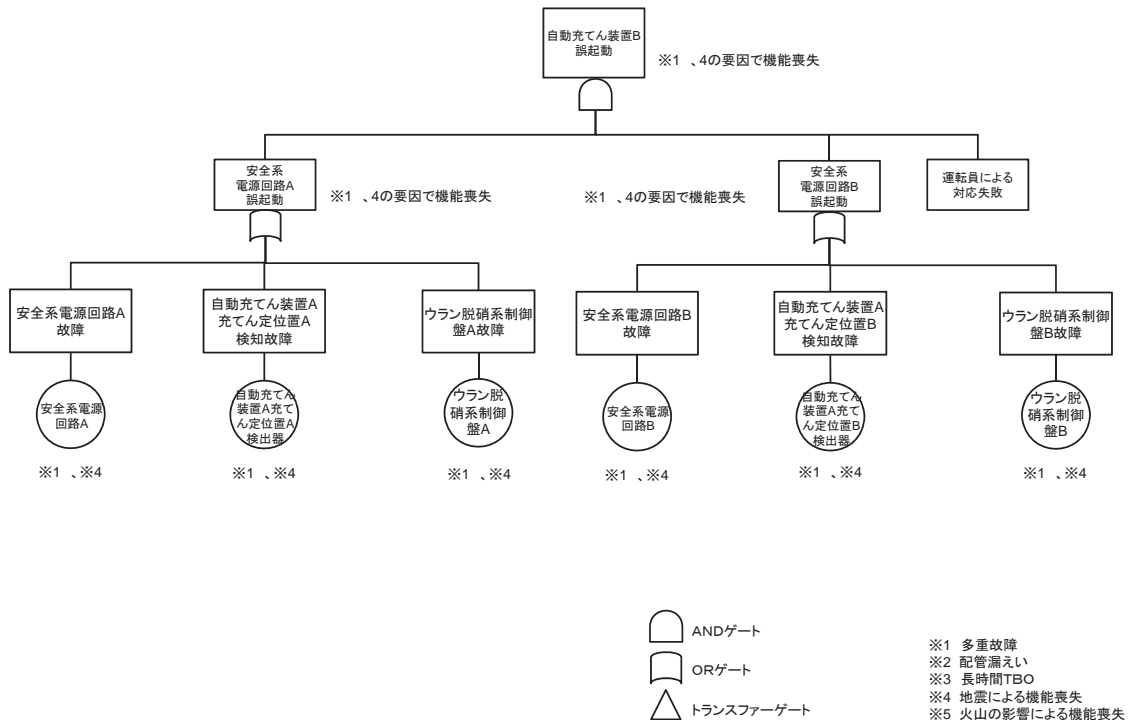 自動充てん装置B
誤起動
※1 、4の要因で機能喪失
安全系
電源回路A
誤起動
※1 、4の要因で機能喪失
安全系
電源回路B
誤起動
※1 、4の要因で機能喪失
運転員による
対応失敗
安全系電源回路A
故障
自動充てん装置A
充てん定位置A
検知故障
ウラン脱硝系制御
盤A故障
安全系電源回路B
故障
自動充てん装置A
充てん定位置B
検知故障
ウラン脱硝系制御
盤B故障
安全系電源
回路A
自動充てん
装置A充て
ん定位置A
検出器
ウラン脱
硝系制御
盤A
安全系電源
回路B
自動充てん
装置A充て
ん定位置B
検出器
ウラン脱
硝系制御
盤B
※1 、※4
※1 、※4
※1 、※4
※1 、※4
※1 、※4
※1 、※4
ANDゲート
ORゲート
トランスファーゲート
※1 多重故障
※2 配管漏えい
※3 長時間TBO
※4 地震による機能喪失
※5 火山の影響による機能喪失